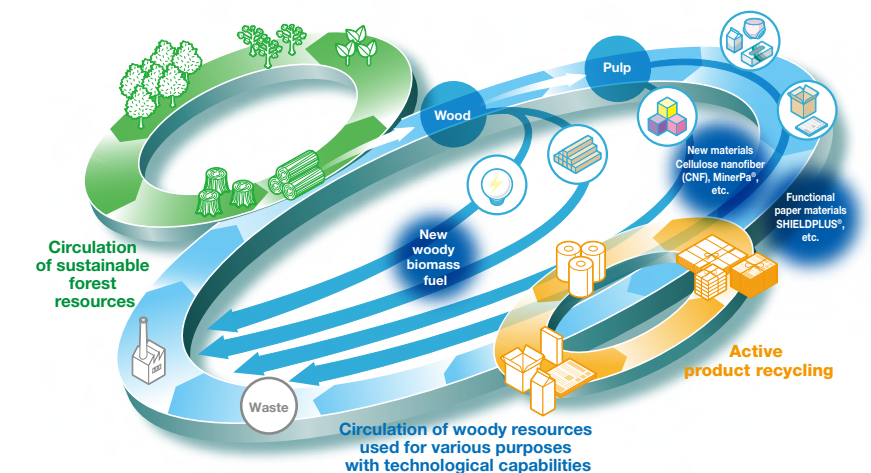 Wood
Pulp
New materials
Cellulose nanofiber
(CNF), MinerPa®,
etc.
Functional
paper materials
SHIELDPLUS®,
etc.
New
woody
biomass
fuel
Circulation
of sustainable
forest
resources
Active
product recycling
Waste
Circulation of woody resources
used for various purposes
with technological capabilities